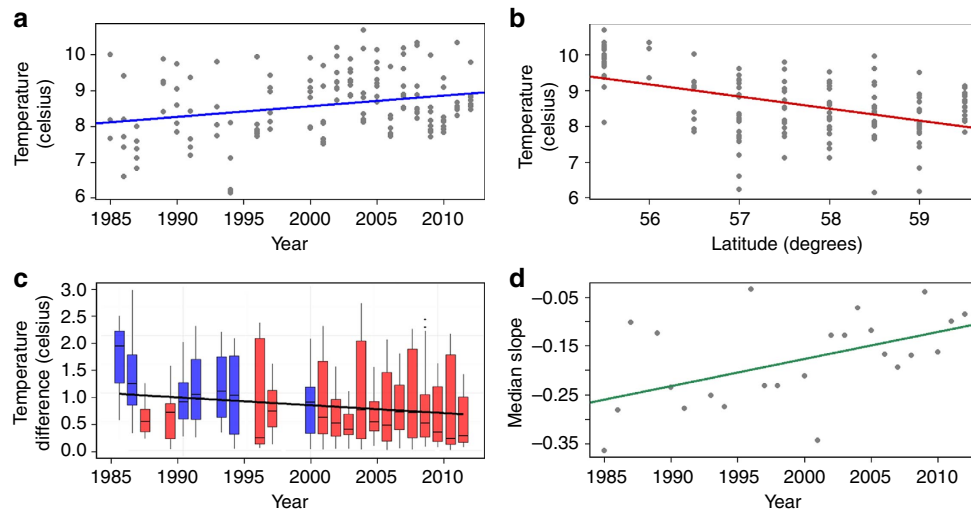 a
Temperature
(celsius)
10
9
8
7
6
1985 1990 1995 2000 2005 2010
Year
b
Temperature
(celsius)
10
9
8
7
6
56 57 58 59
Latitude (degrees)
c
Temperature
difference (celsius)
3.0
2.5
2.0
1.5
1.0
0.5
0.0
1985 1990 1995 2000 2005 2010
Year
d
Median slope
–0.05
–0.15
–0.25
–0.35
1985 1990 1995 2000 2005 2010
Year